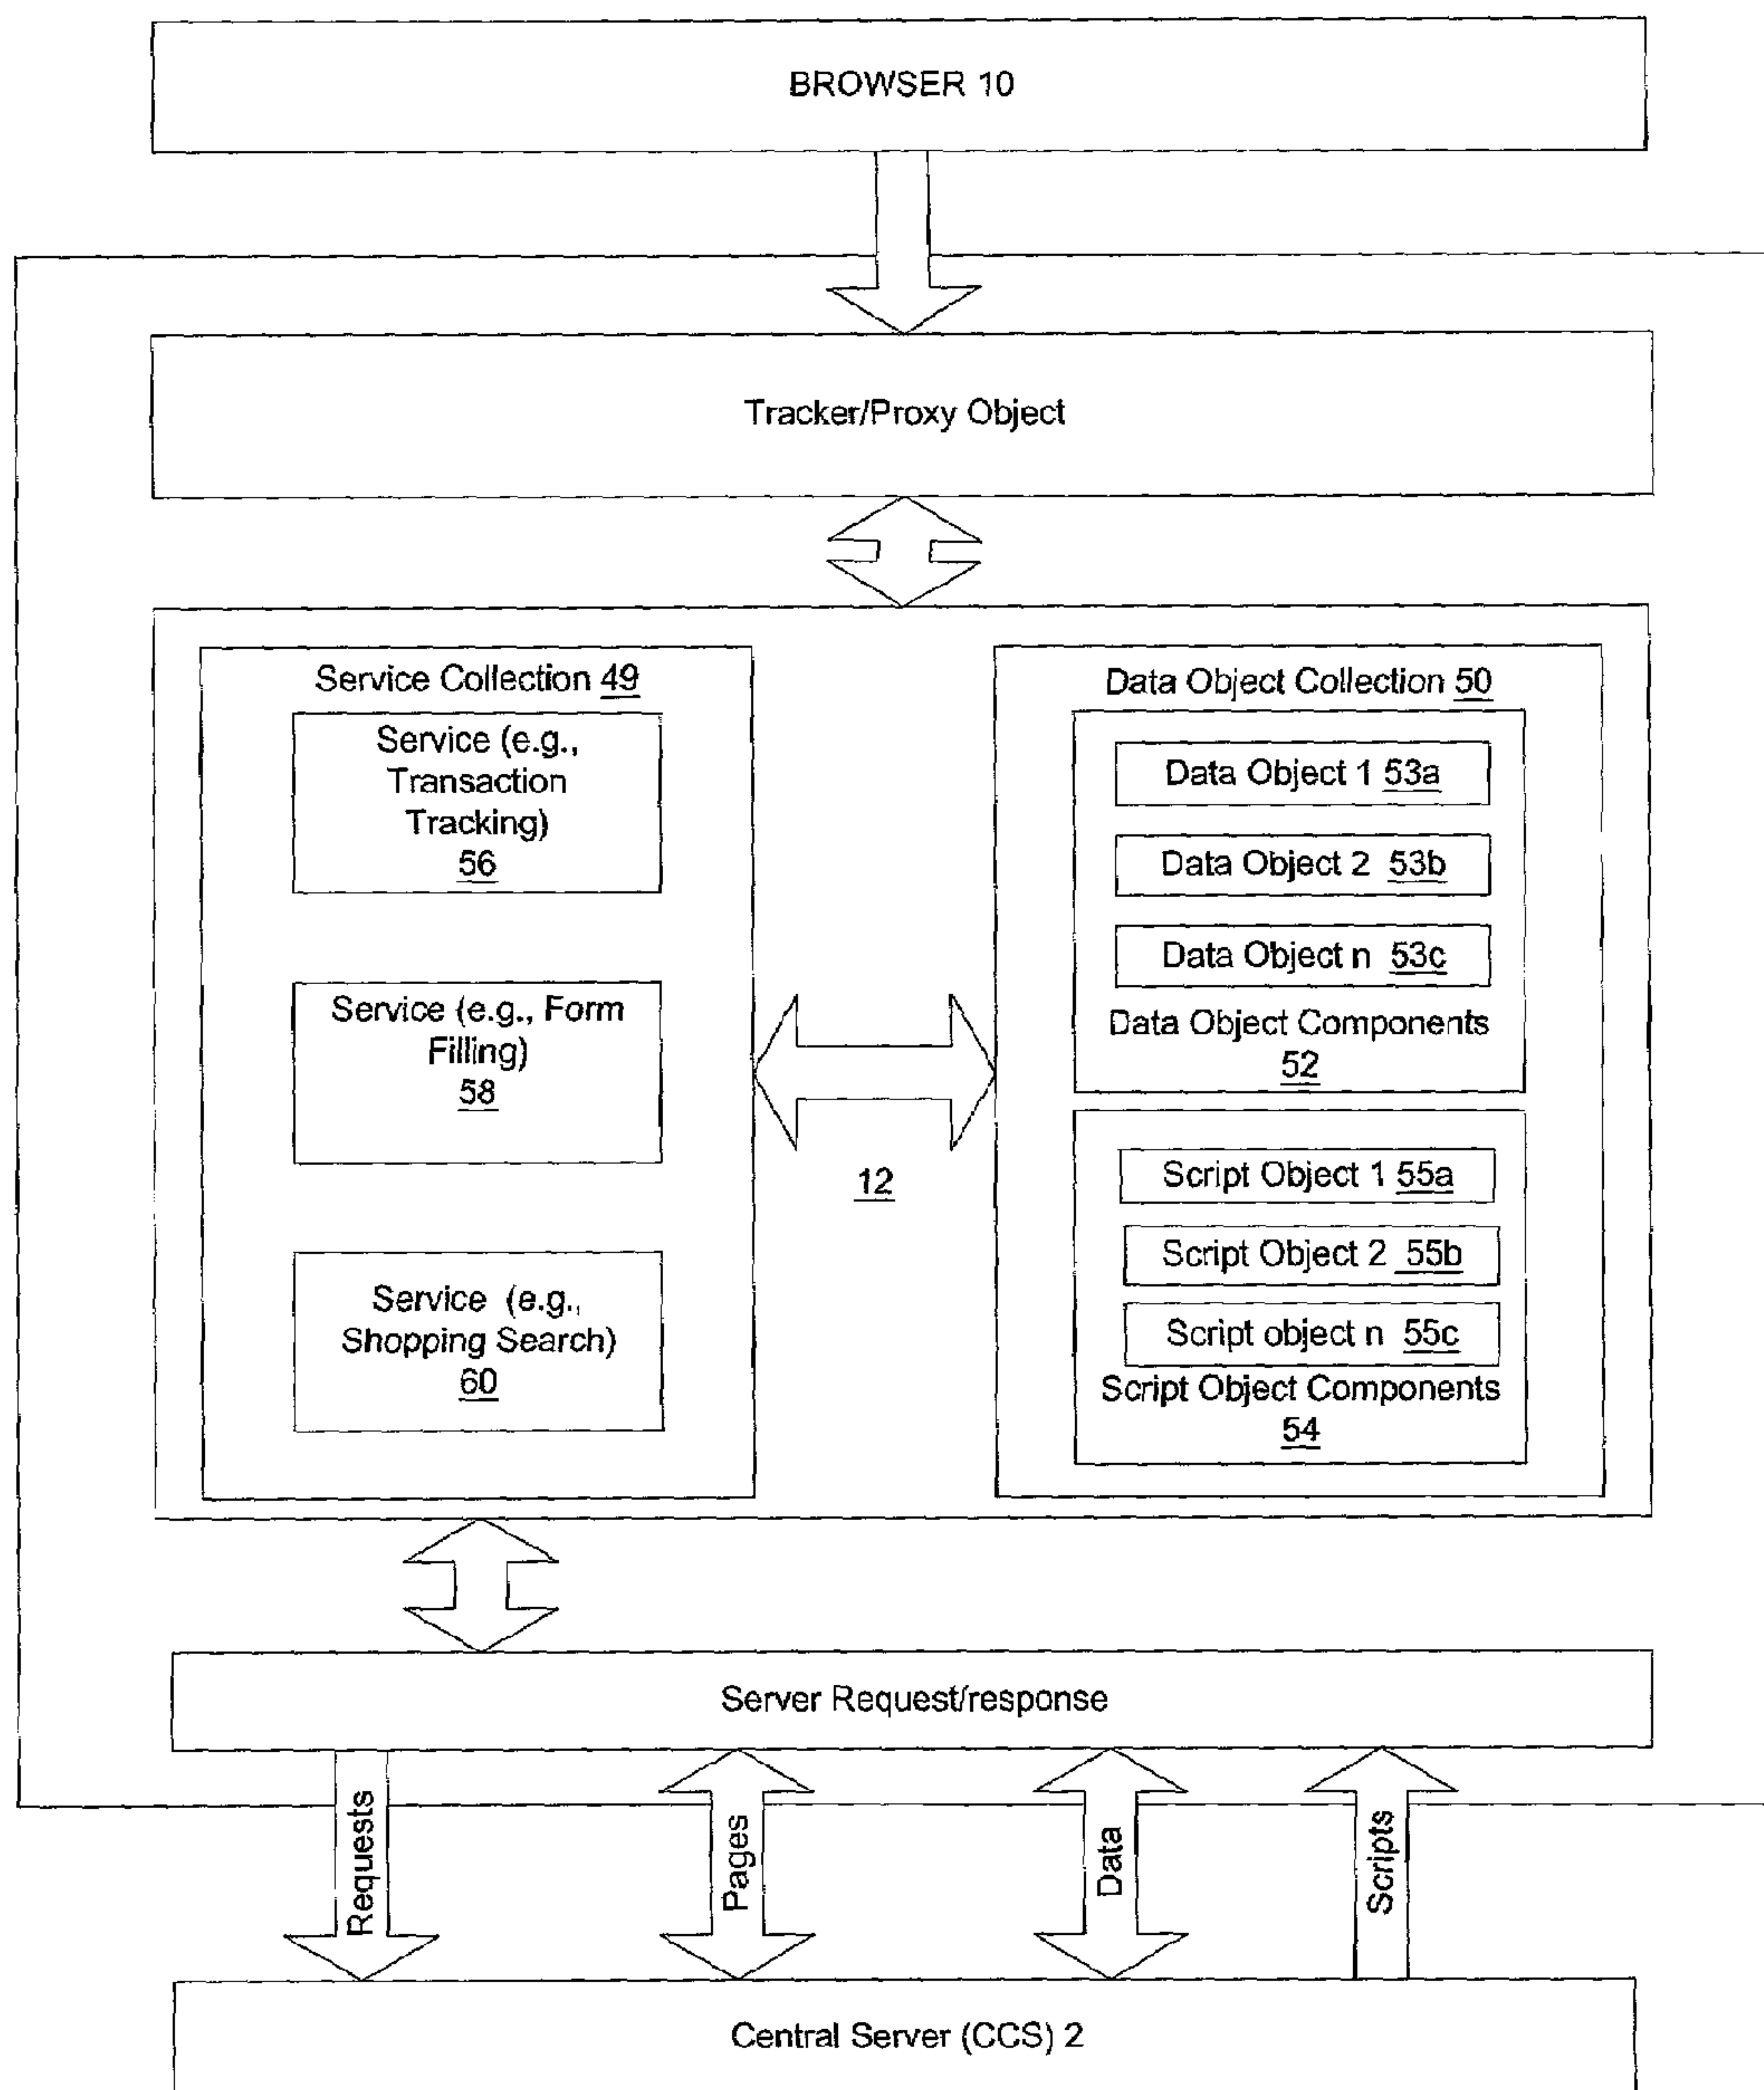 BROWSER 10
Tracker/Proxy Object
Service Collection 49
Service (e.g.,
Transaction
Tracking)
56
Service (e.g., Form
Filling)
58
Service (e.g.,
Shopping Search)
60
12
Data Object Collection 50
Data Object 1 53a
Data Object 2 53b
Data Object n 53c
Data Object Components
52
Script Object 1 55a
Script Object 2 55b
Script object n 55c
Script Object Components
54
Server Request/response
Requests
Pages
Data
Scripts
Central Server (CCS) 2